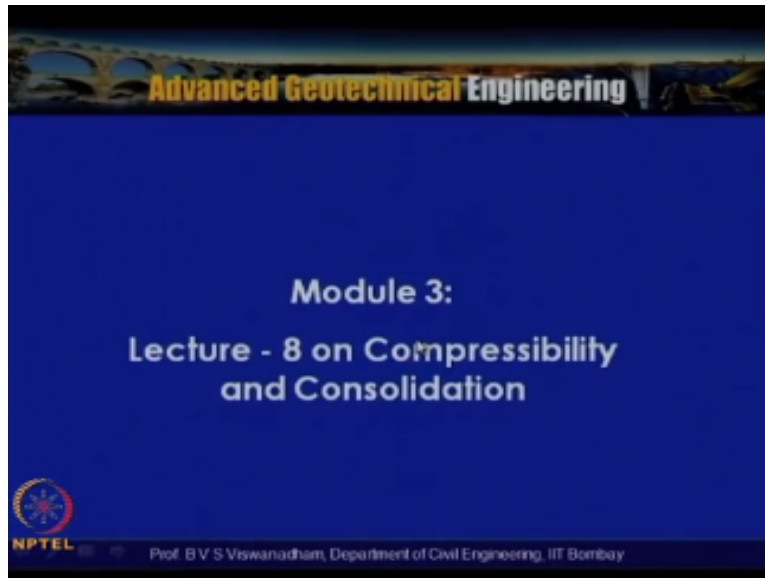 Advanced Geotechnical Engineering
Module 3:
Lecture - 8 on Compressibility
and Consolidation
NPTEL
Prof. B V S Viswanadham, Department of Civil Engineering, IIT Bombay